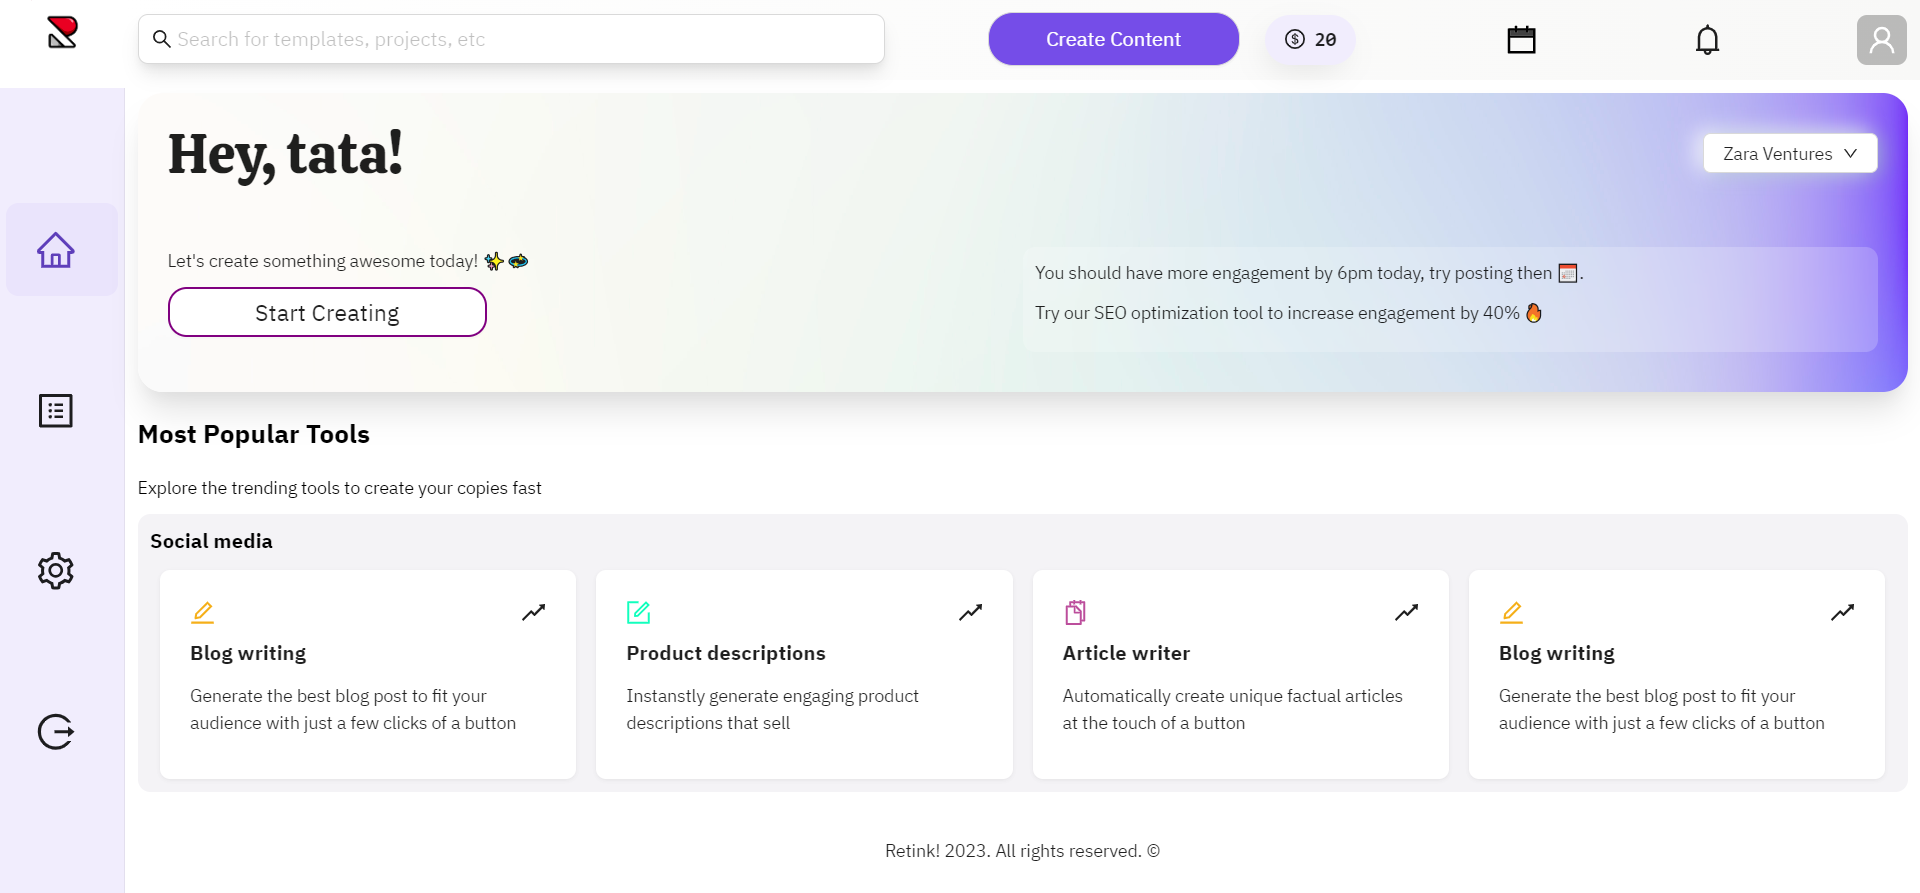 Search for templates, projects, etc
Create Content
20
Hey, tata!
Zara Ventures
Let's create something awesome today! ✨💫
Start Creating
You should have more engagement by 6pm today, try posting then 📅.
Try our SEO optimization tool to increase engagement by 40% 🔥
Most Popular Tools
Explore the trending tools to create your copies fast
Social media
Blog writing
Generate the best blog post to fit your
audience with just a few clicks of a button
Product descriptions
Instanstly generate engaging product
descriptions that sell
Article writer
Automatically create unique factual articles
at the touch of a button
Blog writing
Generate the best blog post to fit your
audience with just a few clicks of a button
Retink! 2023. All rights reserved. ©